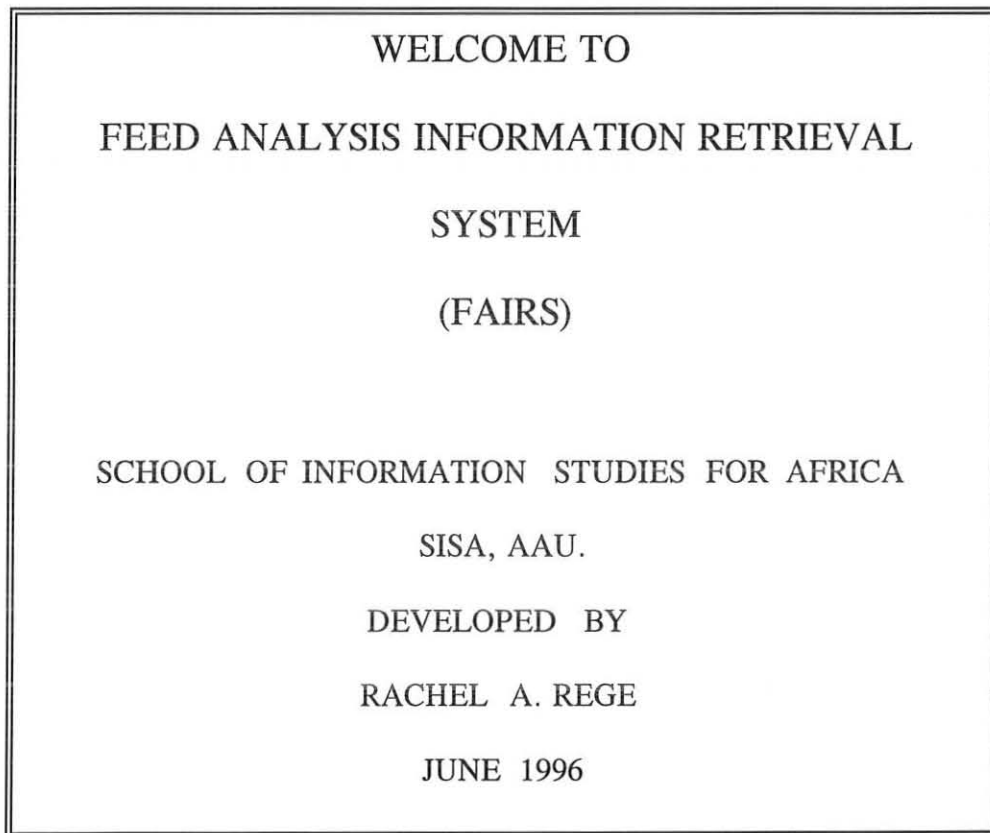 WELCOME TO
FEED ANALYSIS INFORMATION RETRIEVAL
SYSTEM
(FAIRS)
SCHOOL OF INFORMATION STUDIES FOR AFRICA
SISA, AAU.
DEVELOPED BY
RACHEL A. REGE
JUNE 1996